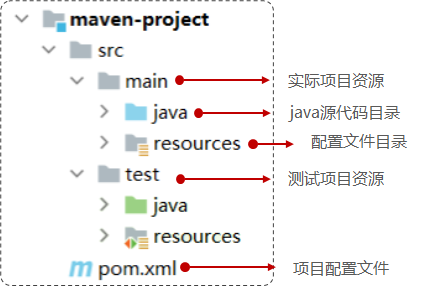 maven-project
src
main 实际项目资源
java java源代码目录
resources 配置文件目录
test 测试项目资源
java
resources
pom.xml 项目配置文件